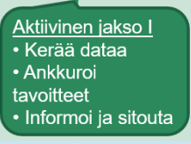 Aktiivinen jakso I
• Kerää dataa
• Ankkuroi
tavoitteet
• Informoi ja sitouta